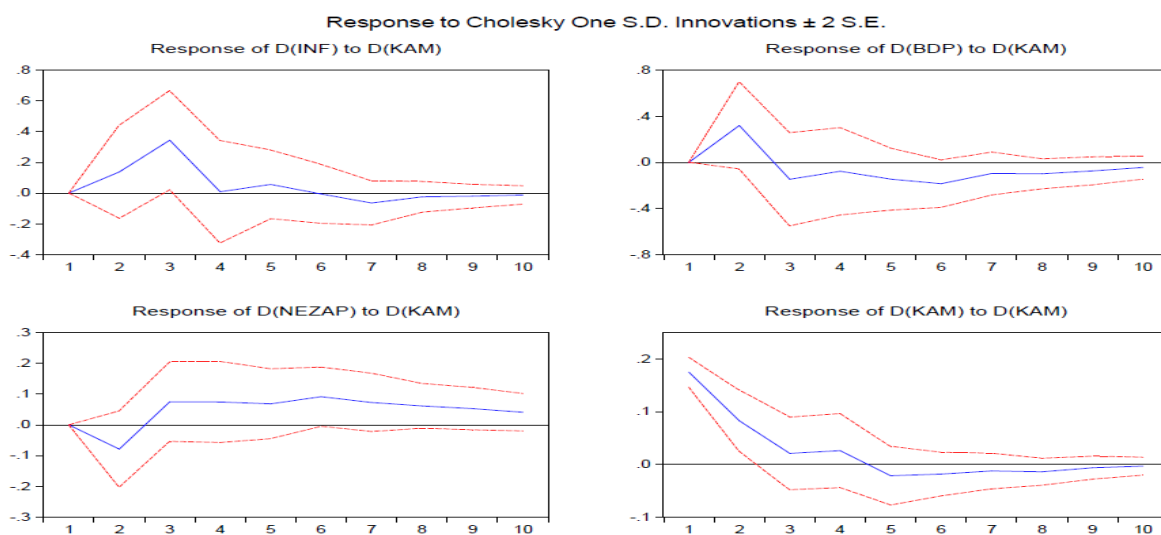 Response to Cholesky One S.D. Innovations ± 2 S.E.
Response of D(INF) to D(KAM)
.8
.6
.4
.2
.0
-.2
-.4
1 2 3 4 5 6 7 8 9 10
Response of D(BDP) to D(KAM)
.8
.4
.0
-.4
-.8
1 2 3 4 5 6 7 8 9 10
Response of D(NEZAP) to D(KAM)
.3
.2
.1
.0
-.1
-.2
-.3
1 2 3 4 5 6 7 8 9 10
Response of D(KAM) to D(KAM)
.2
.1
.0
-.1
1 2 3 4 5 6 7 8 9 10